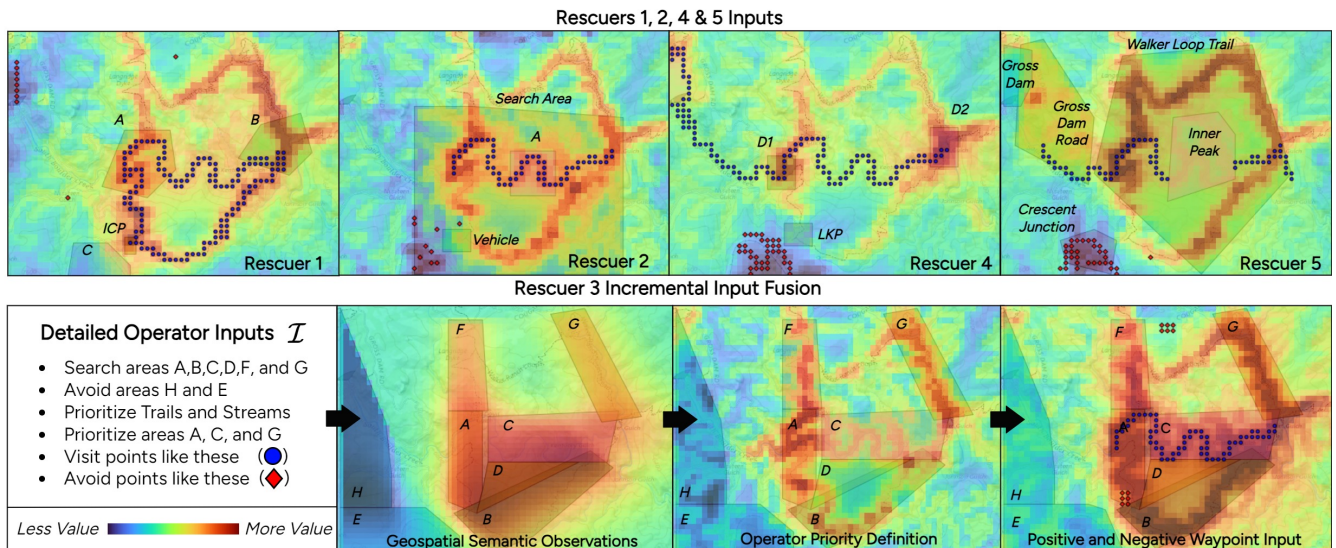 Rescuers 1, 2, 4 & 5 Inputs
A
B
ICP
C
Rescuer 1
Search Area
A
Vehicle
Rescuer 2
D1
D2
LKP
Rescuer 4
Walker Loop Trail
Gross
Dam
Gross
Dam
Road
Inner
Peak
Crescent
Junction
Rescuer 5
Rescuer 3 Incremental Input Fusion
Detailed Operator Inputs I
• Search areas A,B,C,D,F, and G
• Avoid areas H and E
• Prioritize Trails and Streams
• Prioritize areas A, C, and G
• Visit points like these ( )
• Avoid points like these ( )
Less Value More Value
F
G
A
C
D
H
E
B
Geospatial Semantic Observations
F
G
A
C
D
H
E
B
Operator Priority Definition
F
G
A
C
D
H
E
B
Positive and Negative Waypoint Input